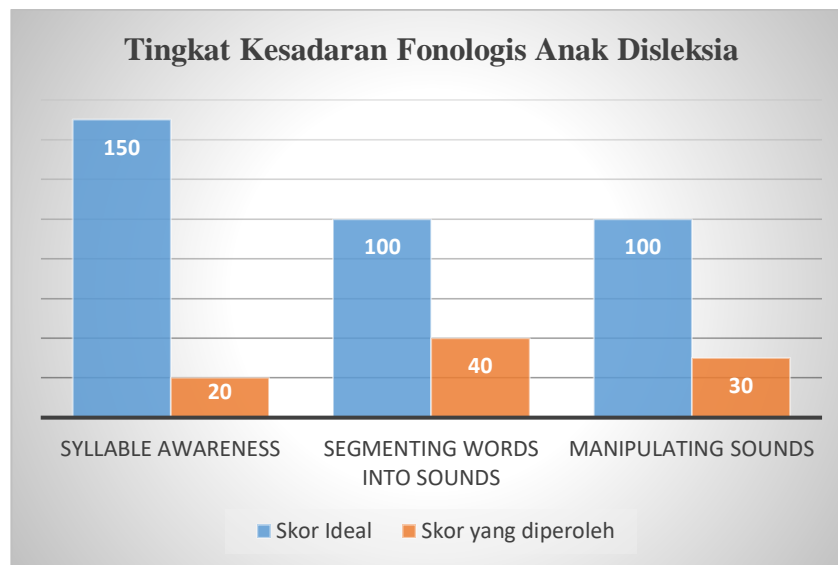 Tingkat Kesadaran Fonologis Anak Disleksia
150
20
100
40
100
30
SYLLABLE AWARENESS
SEGMENTING WORDS
INTO SOUNDS
MANIPULATING SOUNDS
Skor Ideal
Skor yang diperoleh